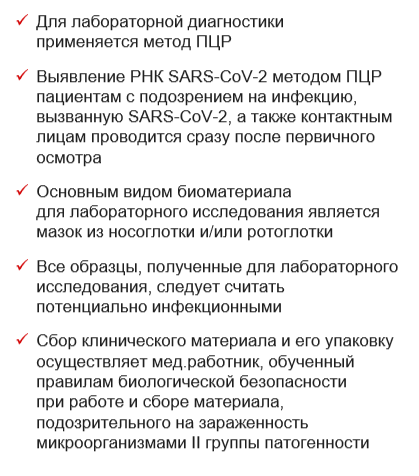 Для лабораторной диагностики
применяется метод ПЦР
Выявление РНК SARS-CoV-2 методом ПЦР
пациентам с подозрением на инфекцию,
вызванную SARS-CoV-2, а также контактным
лицам проводится сразу после первичного
осмотра
Основным видом биоматериала
для лабораторного исследования является
мазок из носоглотки и/или ротоглотки
Все образцы, полученные для лабораторного
исследования, следует считать
потенциально инфекционными
Сбор клинического материала и его упаковку
осуществляет мед.работник, обученный
правилам биологической безопасности
при работе и сборе материала,
подозрительного на зараженность
микроорганизмами II группы патогенности